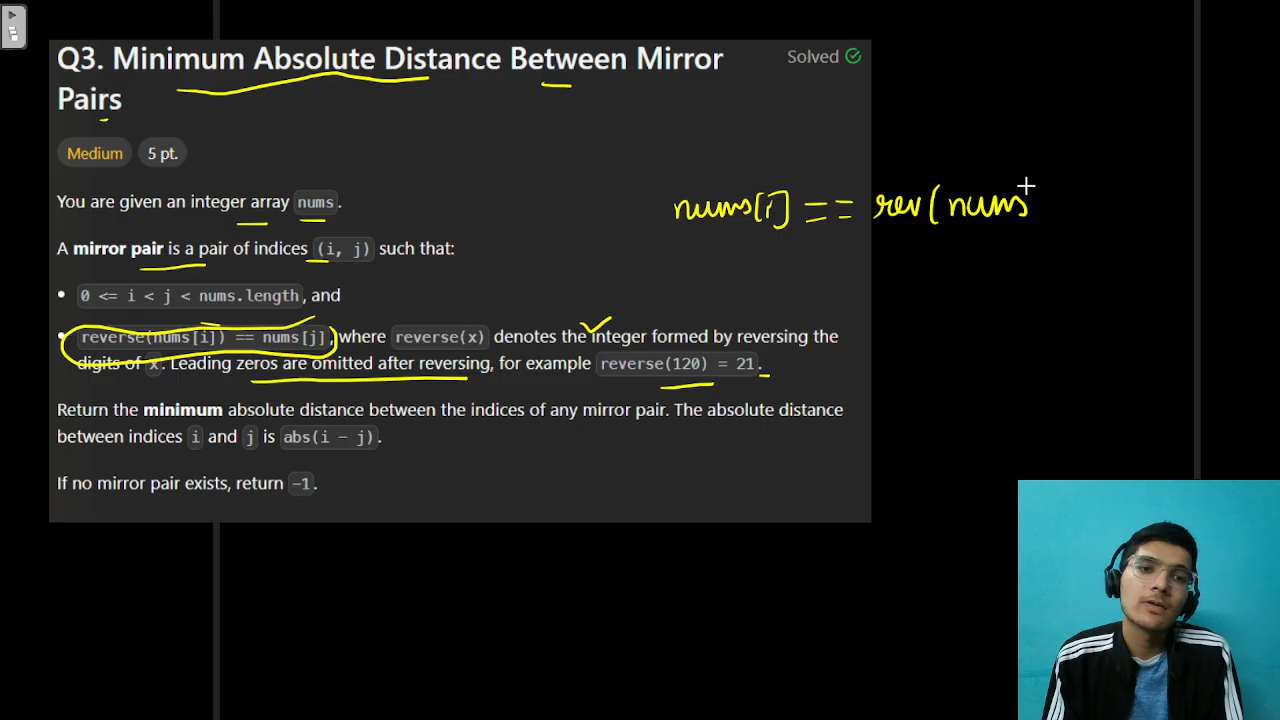 Q3. Minimum Absolute Distance Between Mirror
Pairs
Solved
Medium
5 pt.
You are given an integer array nums.
A mirror pair is a pair of indices (i, j) such that:
• 0 <= i < j < nums.length, and
• reverse(nums[i]) == nums[j], where reverse(x) denotes the integer formed by reversing the
digits of x. Leading zeros are omitted after reversing, for example reverse(120) = 21.
Return the minimum absolute distance between the indices of any mirror pair. The absolute distance
between indices i and j is abs(i - j).
If no mirror pair exists, return -1.
nums[i] == rev(nums